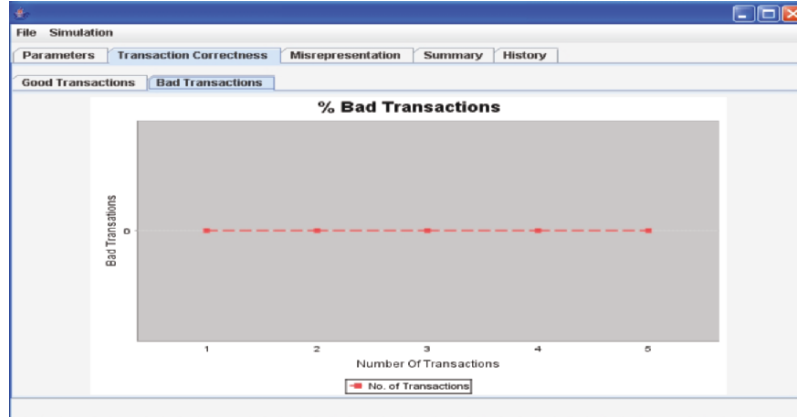 File Simulation
Parameters Transaction Correctness Misrepresentation Summary History
Good Transactions Bad Transactions
% Bad Transactions
Bad Transations
0
1 2 3 4 5
Number Of Transactions
No. of Transactions